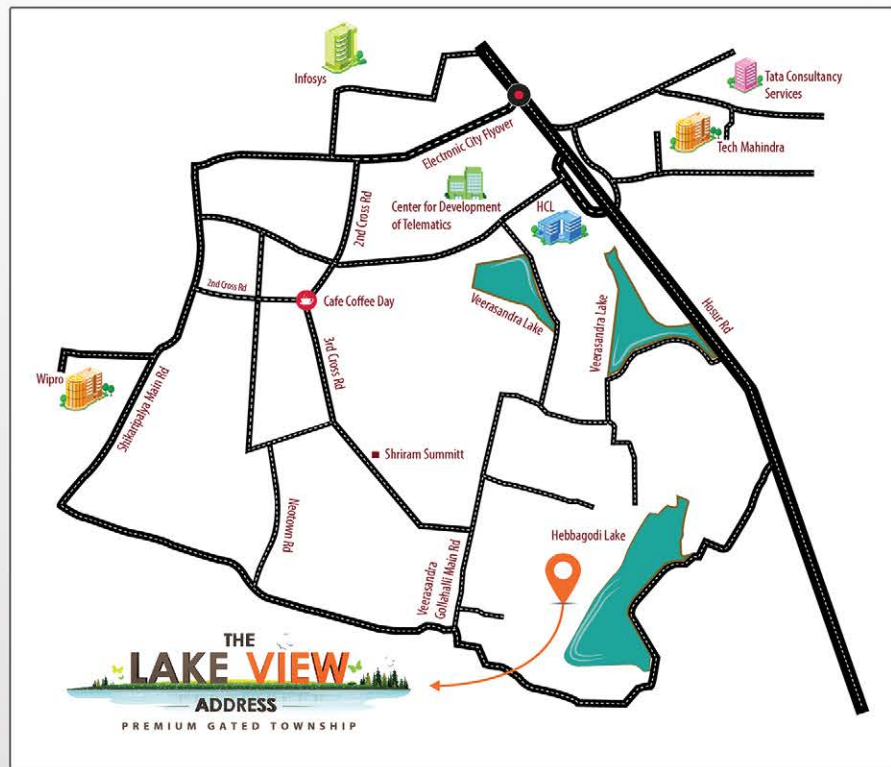 Infosys
Tata Consultancy
Services
Electronic City Flyover
Tech Mahindra
2nd Cross Rd
Center for Development
of Telematics
HCL
2nd Cross Rd
Cafe Coffee Day
Veerasandra Lake
Veerasandra Lake
Hosur Rd
3rd Cross Rd
Wipro
Shikaripalya Main Rd
Shriram Summitt
Neotown Rd
Hebbagodi Lake
Veerasandra
Gollahalli Main Rd
THE
LAKE VIEW
ADDRESS
PREMIUM GATED TOWNSHIP